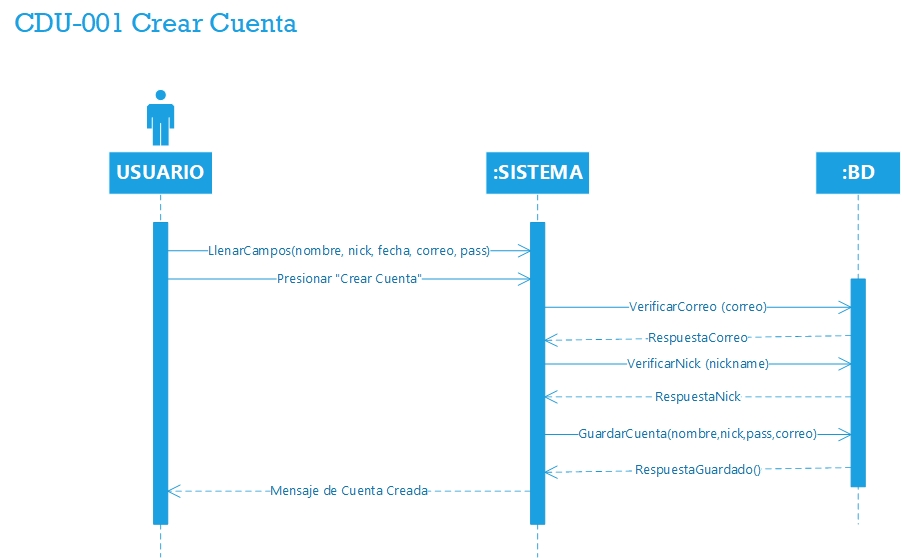 CDU-001 Crear Cuenta
USUARIO
:SISTEMA
:BD
LlenarCampos(nombre, nick, fecha, correo, pass)
Presionar "Crear Cuenta"
VerificarCorreo (correo)
RespuestaCorreo
VerificarNick (nickname)
RespuestaNick
GuardarCuenta(nombre,nick,pass,correo)
RespuestaGuardado()
Mensaje de Cuenta Creada